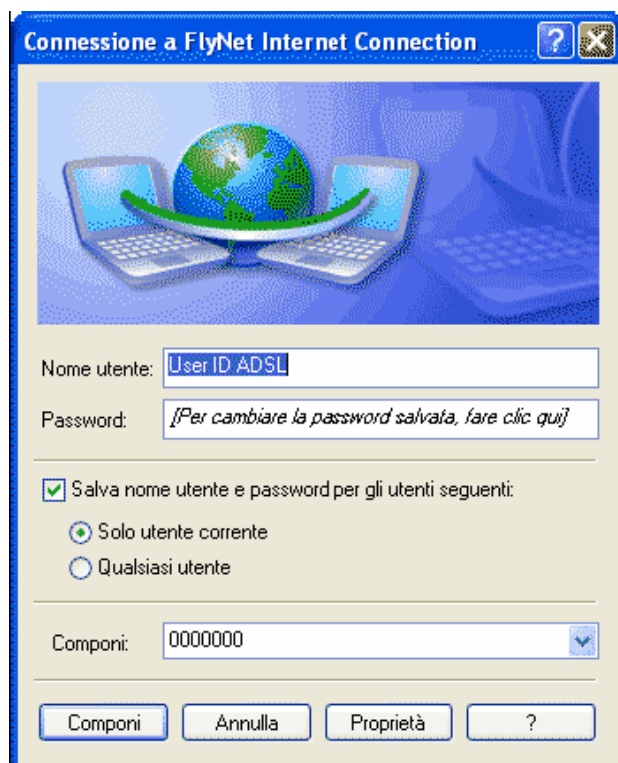 Connessione a FlyNet Internet Connection
Nome utente: User ID ADSL
Password: [Per cambiare la password salvata, fare clic qui]
Salva nome utente e password per gli utenti seguenti:
Solo utente corrente
Qualsiasi utente
Componi: 0000000
Componi Annulla Proprietà ?